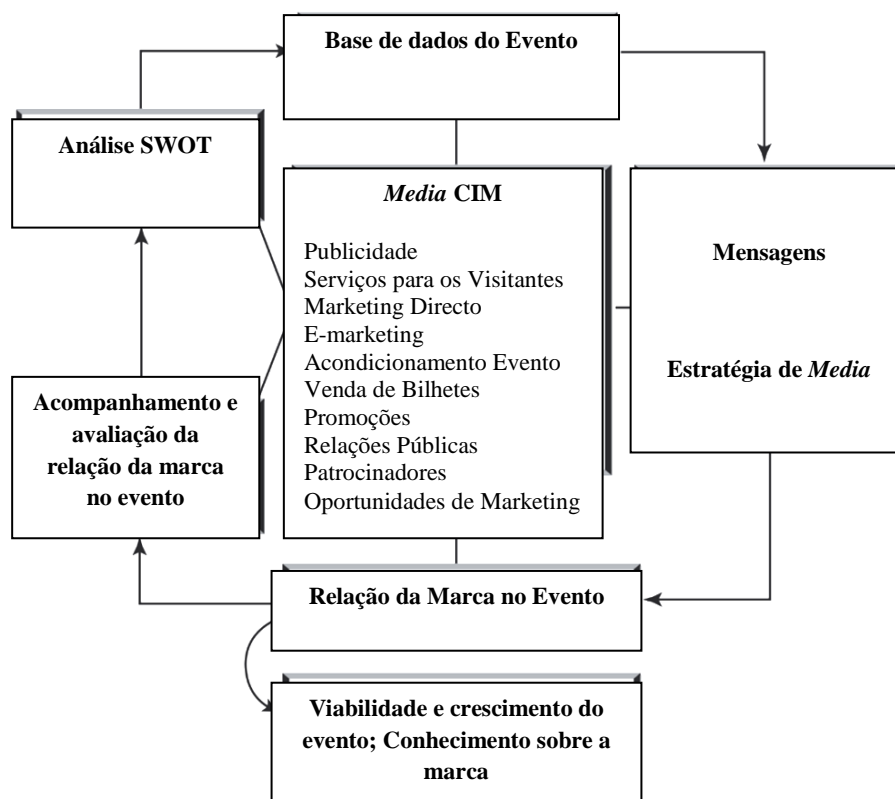 Base de dados do Evento
Análise SWOT
Media CIM
Publicidade
Serviços para os Visitantes
Marketing Directo
E-marketing
Acondicionamento Evento
Venda de Bilhetes
Promoções
Relações Públicas
Patrocinadores
Oportunidades de Marketing
Mensagens
Estratégia de Media
Acompanhamento e
avaliação da
relação da marca
no evento
Relação da Marca no Evento
Viabilidade e crescimento do
evento; Conhecimento sobre a
marca